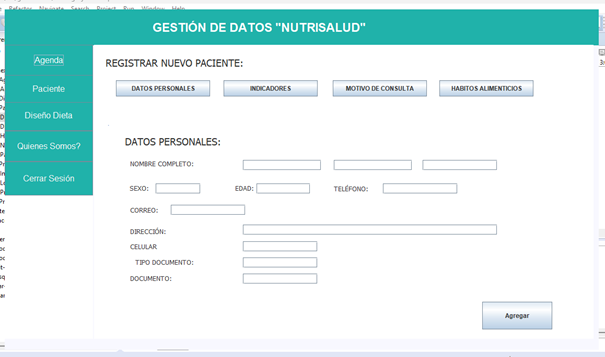 Refactor Navigate Search Project Run Window Help
GESTIÓN DE DATOS "NUTRISALUD"
Agenda
Paciente
Diseño Dieta
Quienes Somos?
Cerrar Sesión
REGISTRAR NUEVO PACIENTE:
DATOS PERSONALES INDICADORES MOTIVO DE CONSULTA HABITOS ALIMENTICIOS
DATOS PERSONALES:
NOMBRE COMPLETO:
SEXO: EDAD: TELÉFONO:
CORREO:
DIRECCIÓN:
CELULAR
TIPO DOCUMENTO:
DOCUMENTO:
Agregar